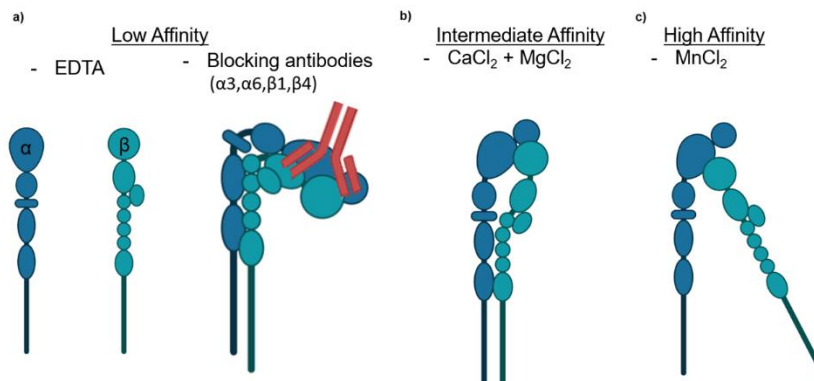 a)
Low Affinity
- EDTA
- Blocking antibodies
(α3,α6,β1,β4)
α
β
b)
Intermediate Affinity
- CaCl₂ + MgCl₂
c)
High Affinity
- MnCl₂